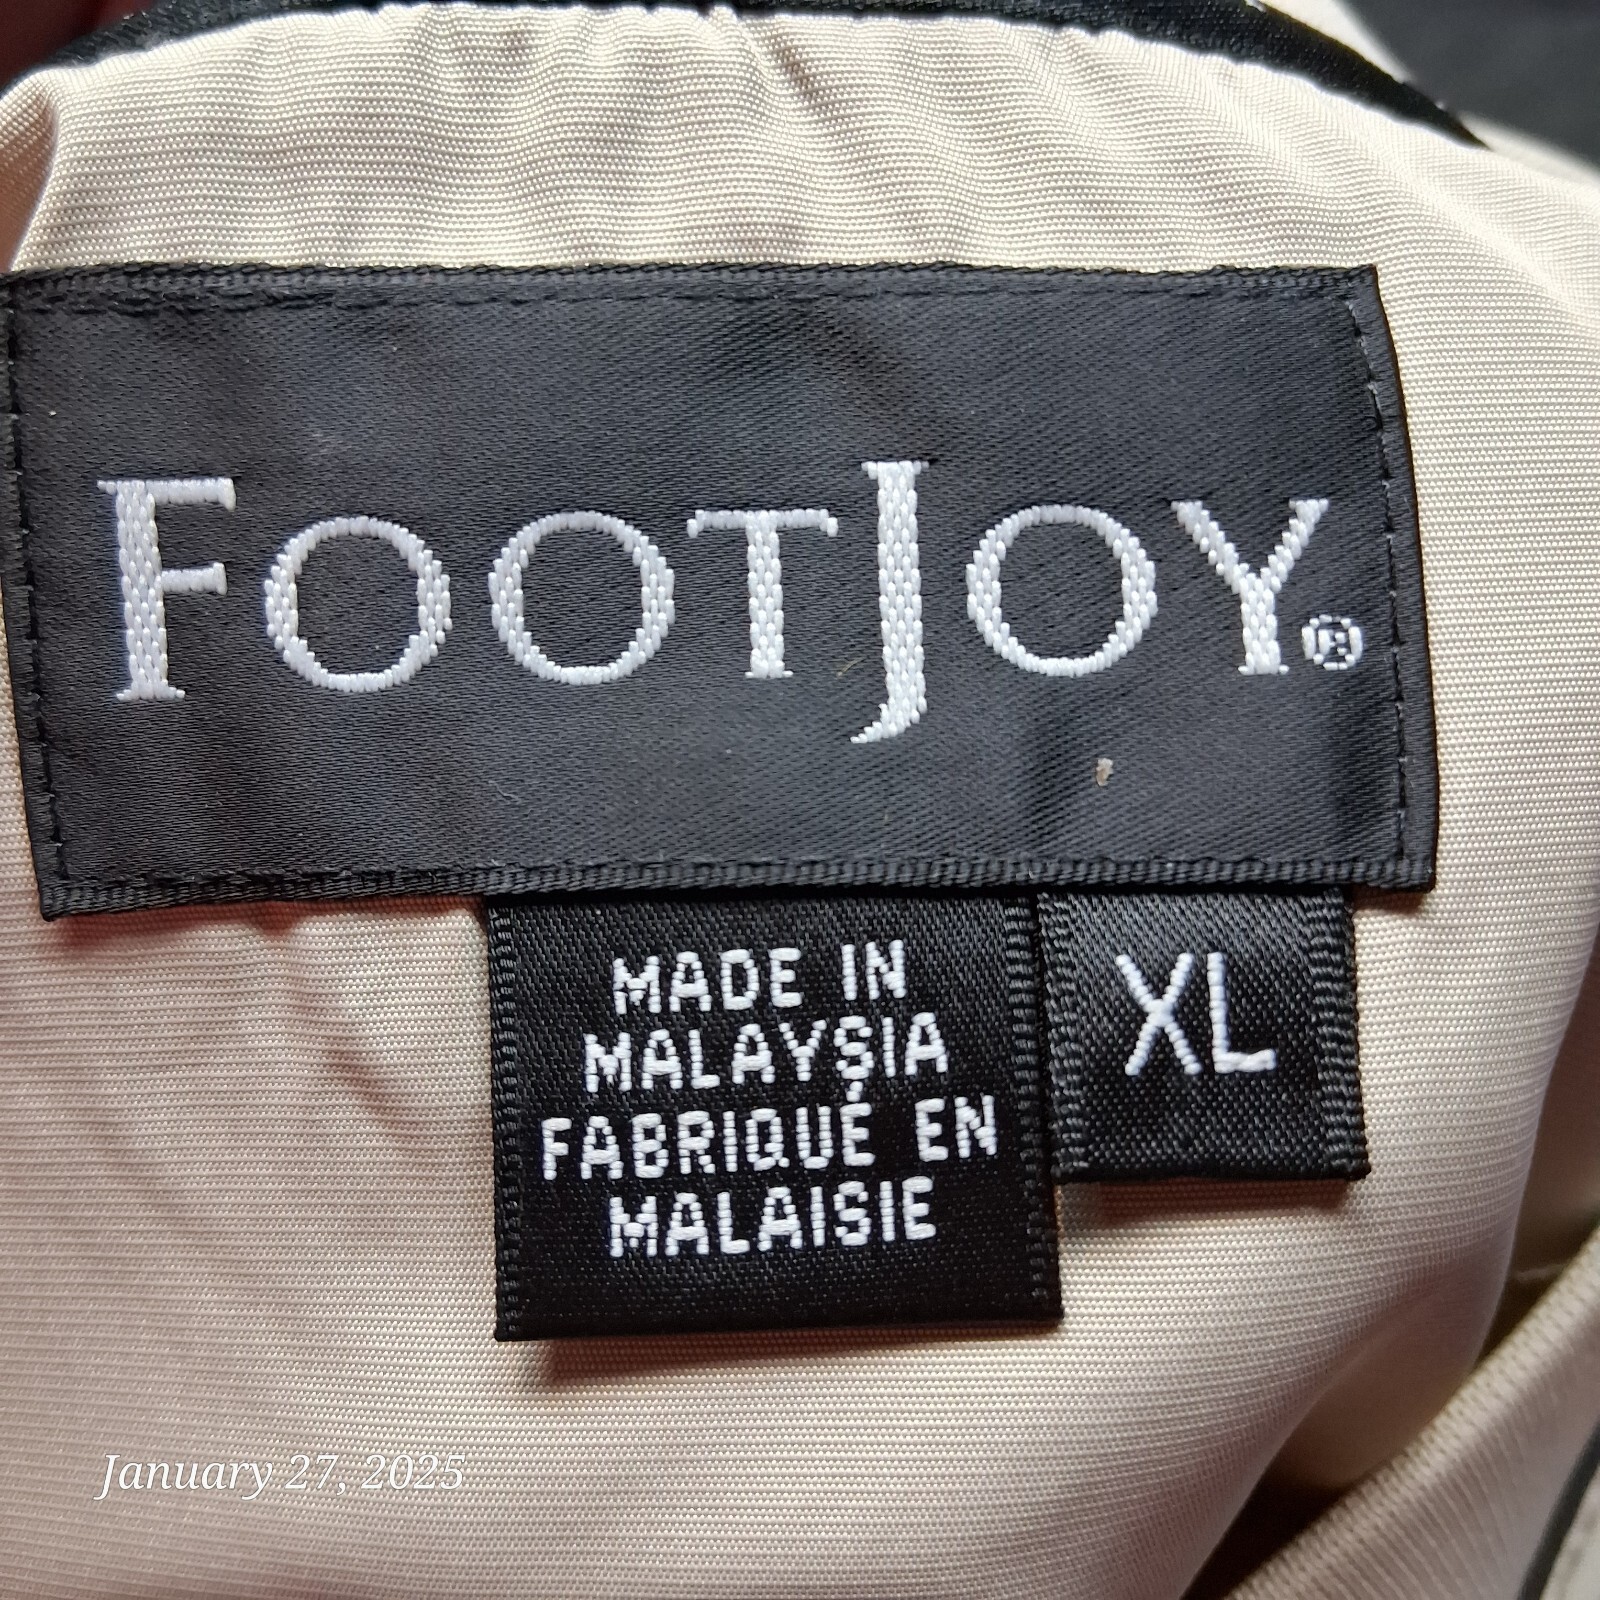 FOOTJOY®
MADE IN
MALAYSIA
FABRIQUÉ EN
MALAISIE
XL
January 27, 2025